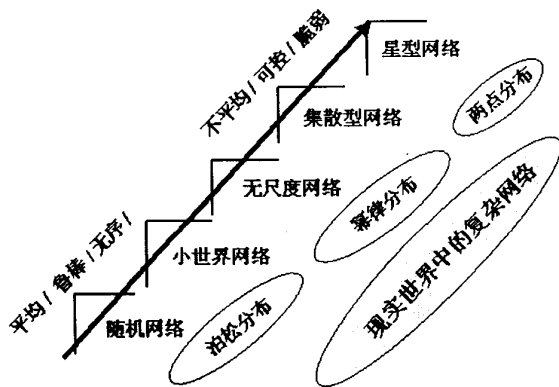 星型网络
不平均/可控/脆弱
集散型网络
两点分布
无尺度网络
幂律分布
平均/鲁棒/无序/
小世界网络
现实世界中的复杂网络
随机网络
泊松分布